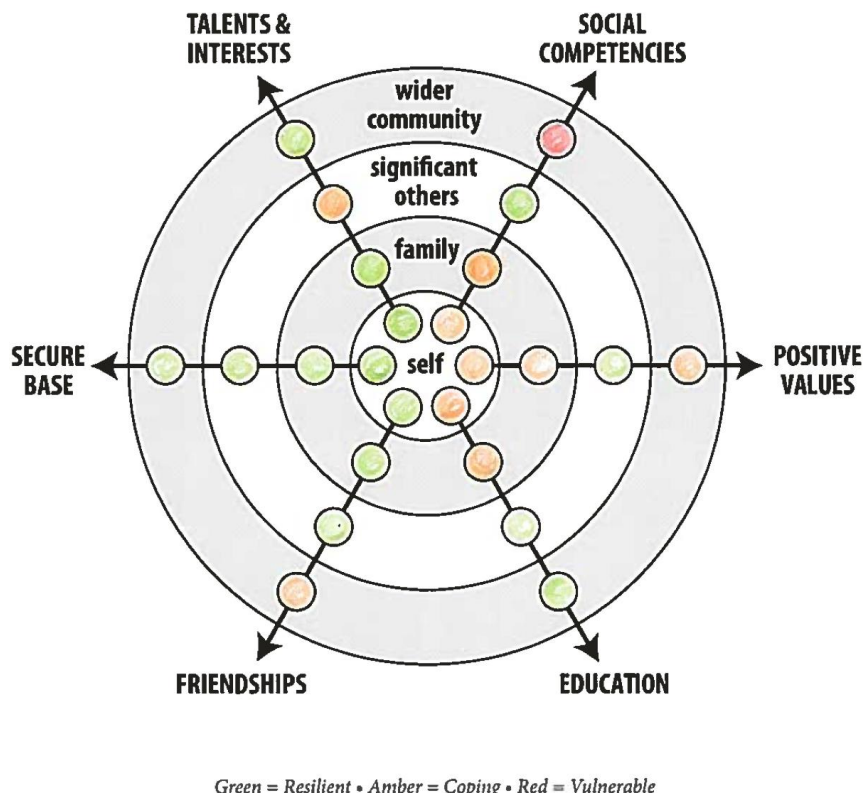 TALENTS &
INTERESTS
SOCIAL
COMPETENCIES
wider
community
significant
others
family
self
SECURE
BASE
POSITIVE
VALUES
FRIENDSHIPS
EDUCATION
Green = Resilient • Amber = Coping • Red = Vulnerable